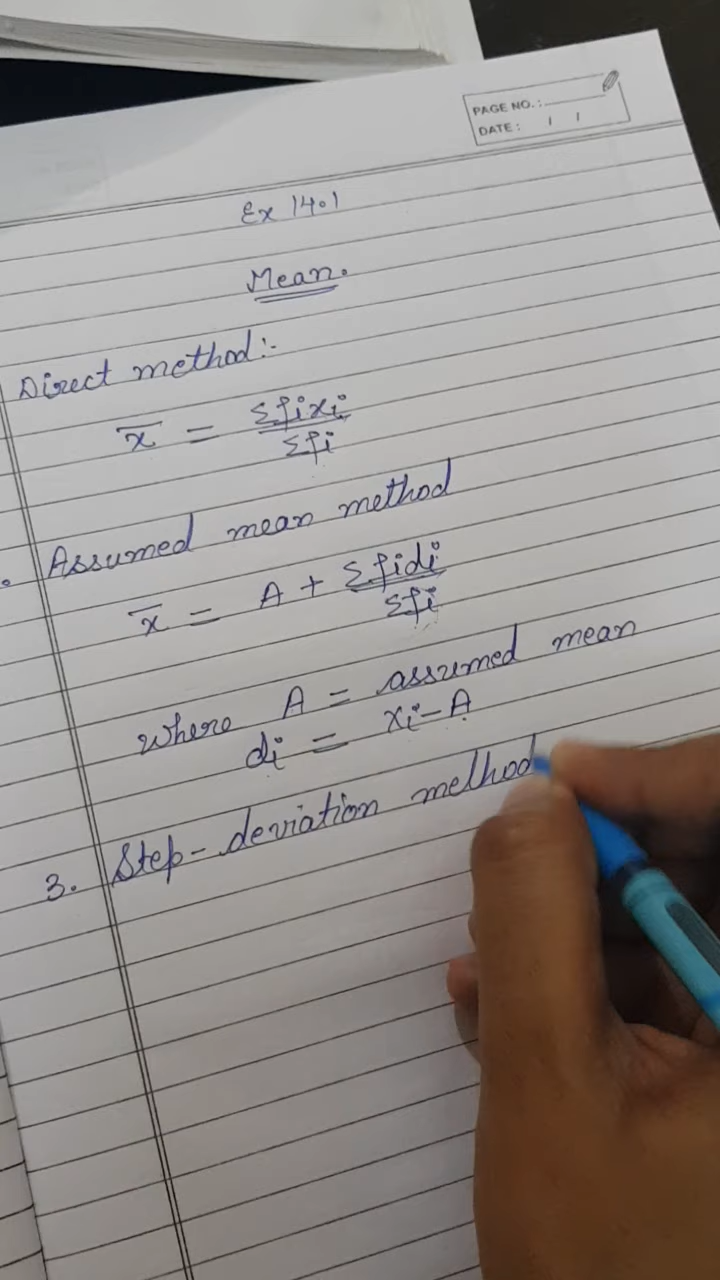 PAGE NO.:
DATE: / /
Ex 14.1
Mean.
Direct method:-
x̄ = Σfixi / Σfi
. Assumed mean method
x̄ = A + Σfidi / Σfi
where A = assumed mean
di = xi - A
3. Step-deviation method